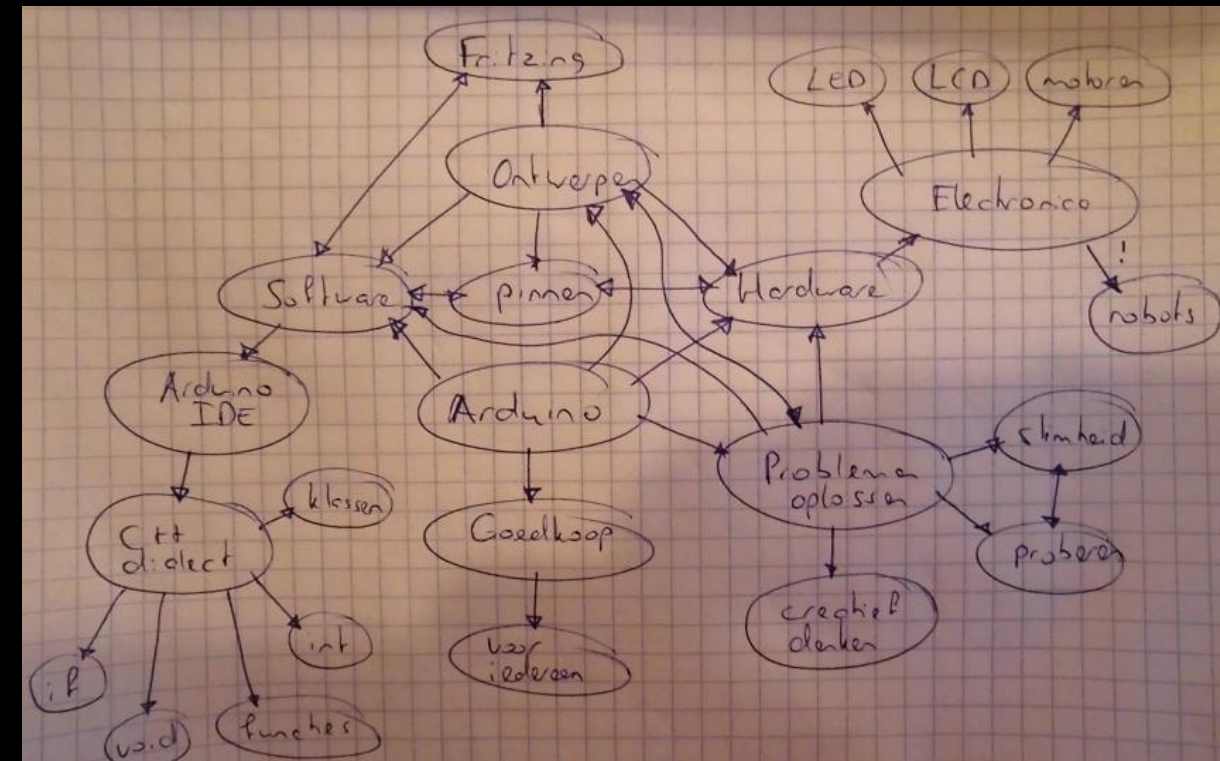 Fritzing
LED
LCD
motoren
Ontwerpen
Electronica
!
Software
pinnen
Hardware
robots
Arduino
IDE
Arduino
slimheid
Problemen
oplossen
klassen
C++
dialect
Goedkoop
proberen
creatief
denken
int
voor
iedereen
if
void
functies